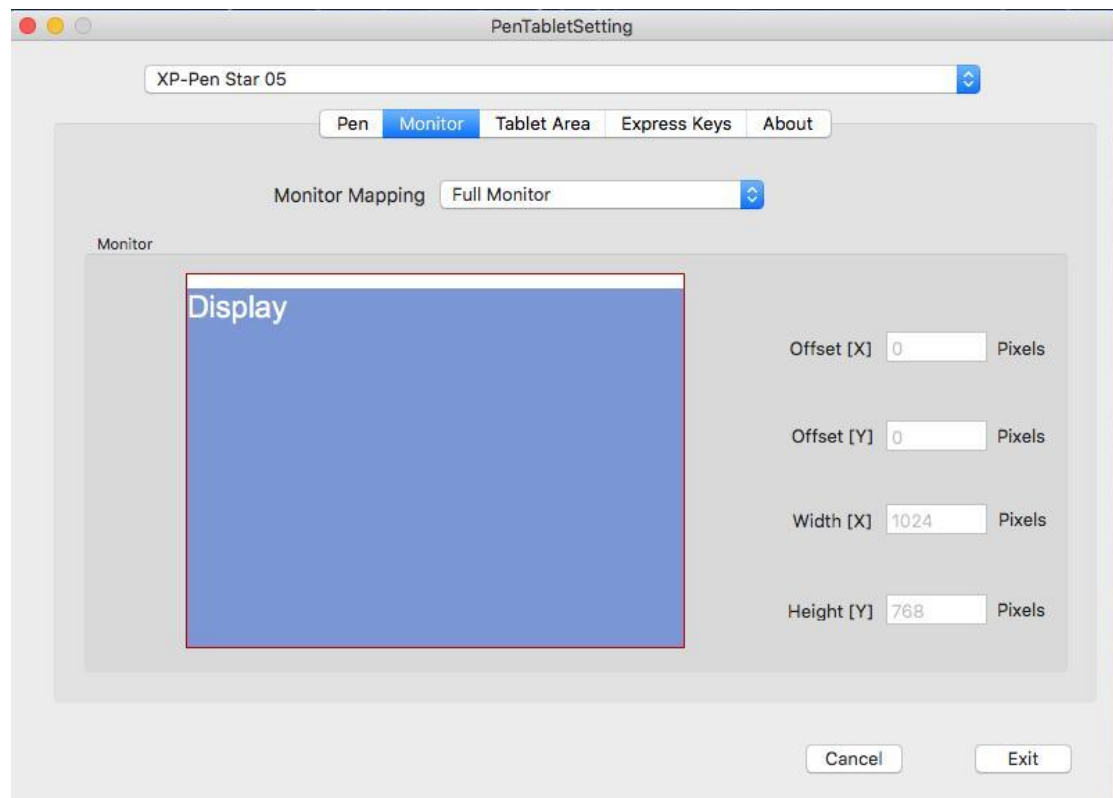 PenTabletSetting
XP-Pen Star 05
Pen Monitor Tablet Area Express Keys About
Monitor Mapping Full Monitor
Monitor
Display
Offset [X] 0 Pixels
Offset [Y] 0 Pixels
Width [X] 1024 Pixels
Height [Y] 768 Pixels
Cancel Exit